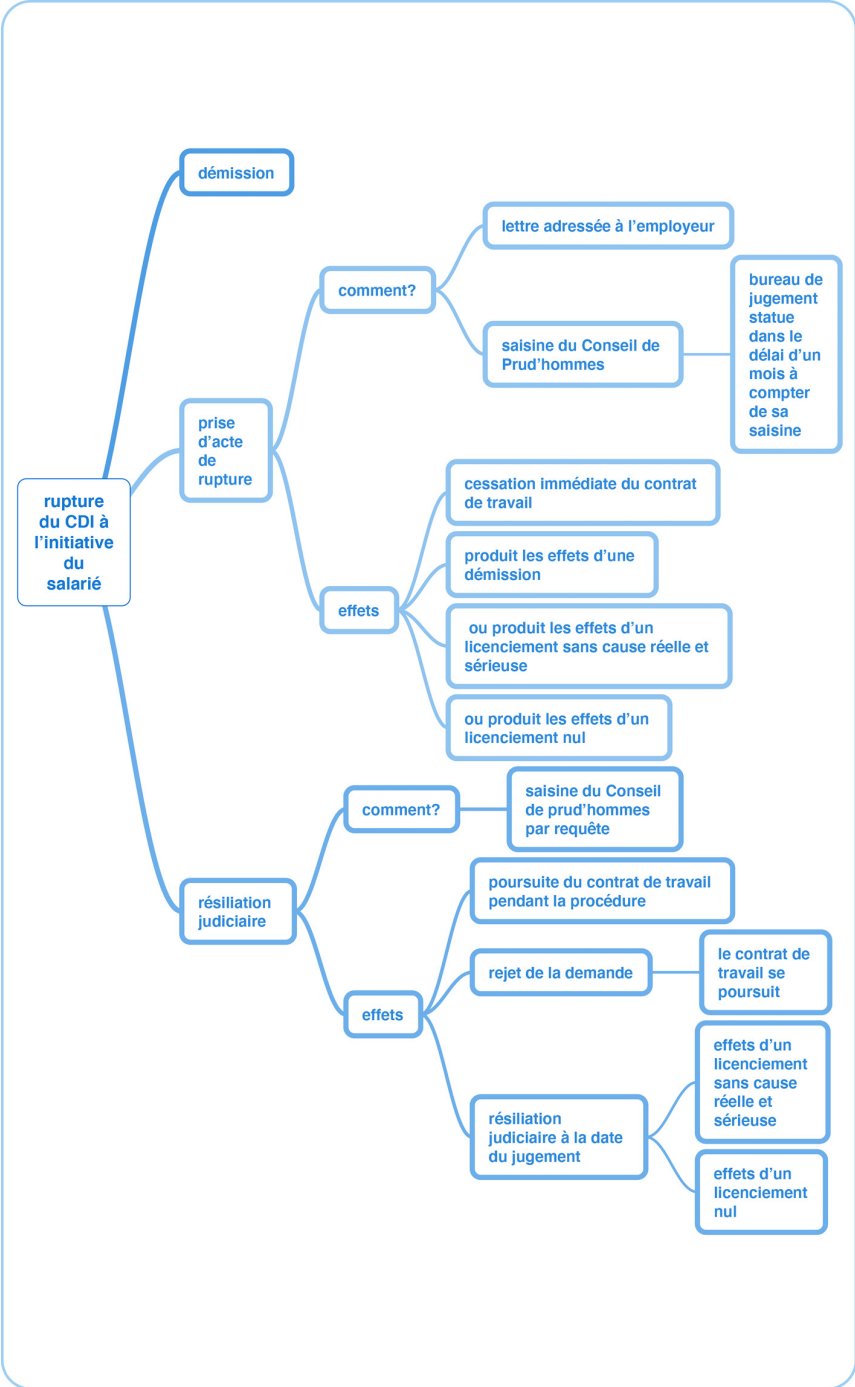 rupture
du CDI à
l'initiative
du
salarié
démission
prise
d'acte
de
rupture
comment?
lettre adressée à l'employeur
saisine du Conseil de
Prud'hommes
bureau de
jugement
statue
dans le
délai d'un
mois à
compter
de sa
saisine
effets
cessation immédiate du contrat
de travail
produit les effets d'une
démission
ou produit les effets d'un
licenciement sans cause réelle et
sérieuse
ou produit les effets d'un
licenciement nul
résiliation
judiciaire
comment?
saisine du Conseil
de prud'hommes
par requête
effets
poursuite du contrat de travail
pendant la procédure
rejet de la demande
le contrat de
travail se
poursuit
résiliation
judiciaire à la date
du jugement
effets d'un
licenciement
sans cause
réelle et
sérieuse
effets d'un
licenciement
nul